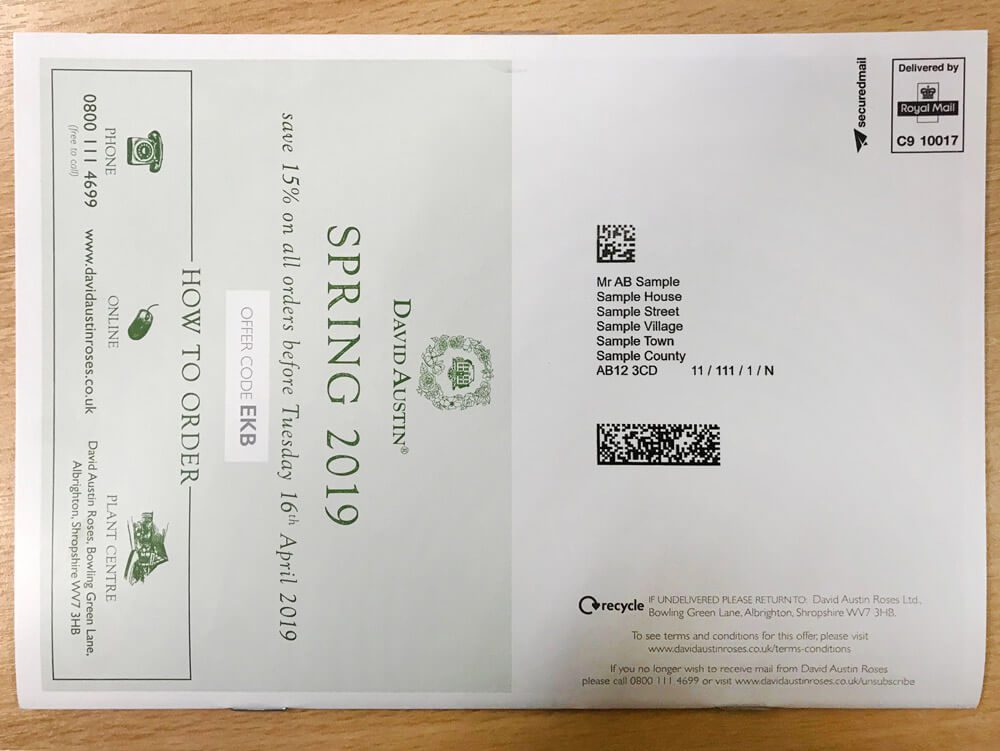 DAVID AUSTIN®
SPRING 2019
save 15% on all orders before Tuesday 16th April 2019
OFFER CODE EKB
HOW TO ORDER
PHONE
0800 111 4699
(free to call)
ONLINE
www.davidaustinroses.co.uk
PLANT CENTRE
David Austin Roses, Bowling Green Lane,
Albrighton, Shropshire WV7 3HB
securedmail
Delivered by
Royal Mail
C9 10017
Mr AB Sample
Sample House
Sample Street
Sample Village
Sample Town
Sample County
AB12 3CD 11 / 111 / 1 / N
recycle
IF UNDELIVERED PLEASE RETURN TO: David Austin Roses Ltd.,
Bowling Green Lane, Albrighton, Shropshire WV7 3HB.
To see terms and conditions for this offer, please visit
www.davidaustinroses.co.uk/terms-conditions
If you no longer wish to receive mail from David Austin Roses
please call 0800 111 4699 or visit www.davidaustinroses.co.uk/unsubscribe